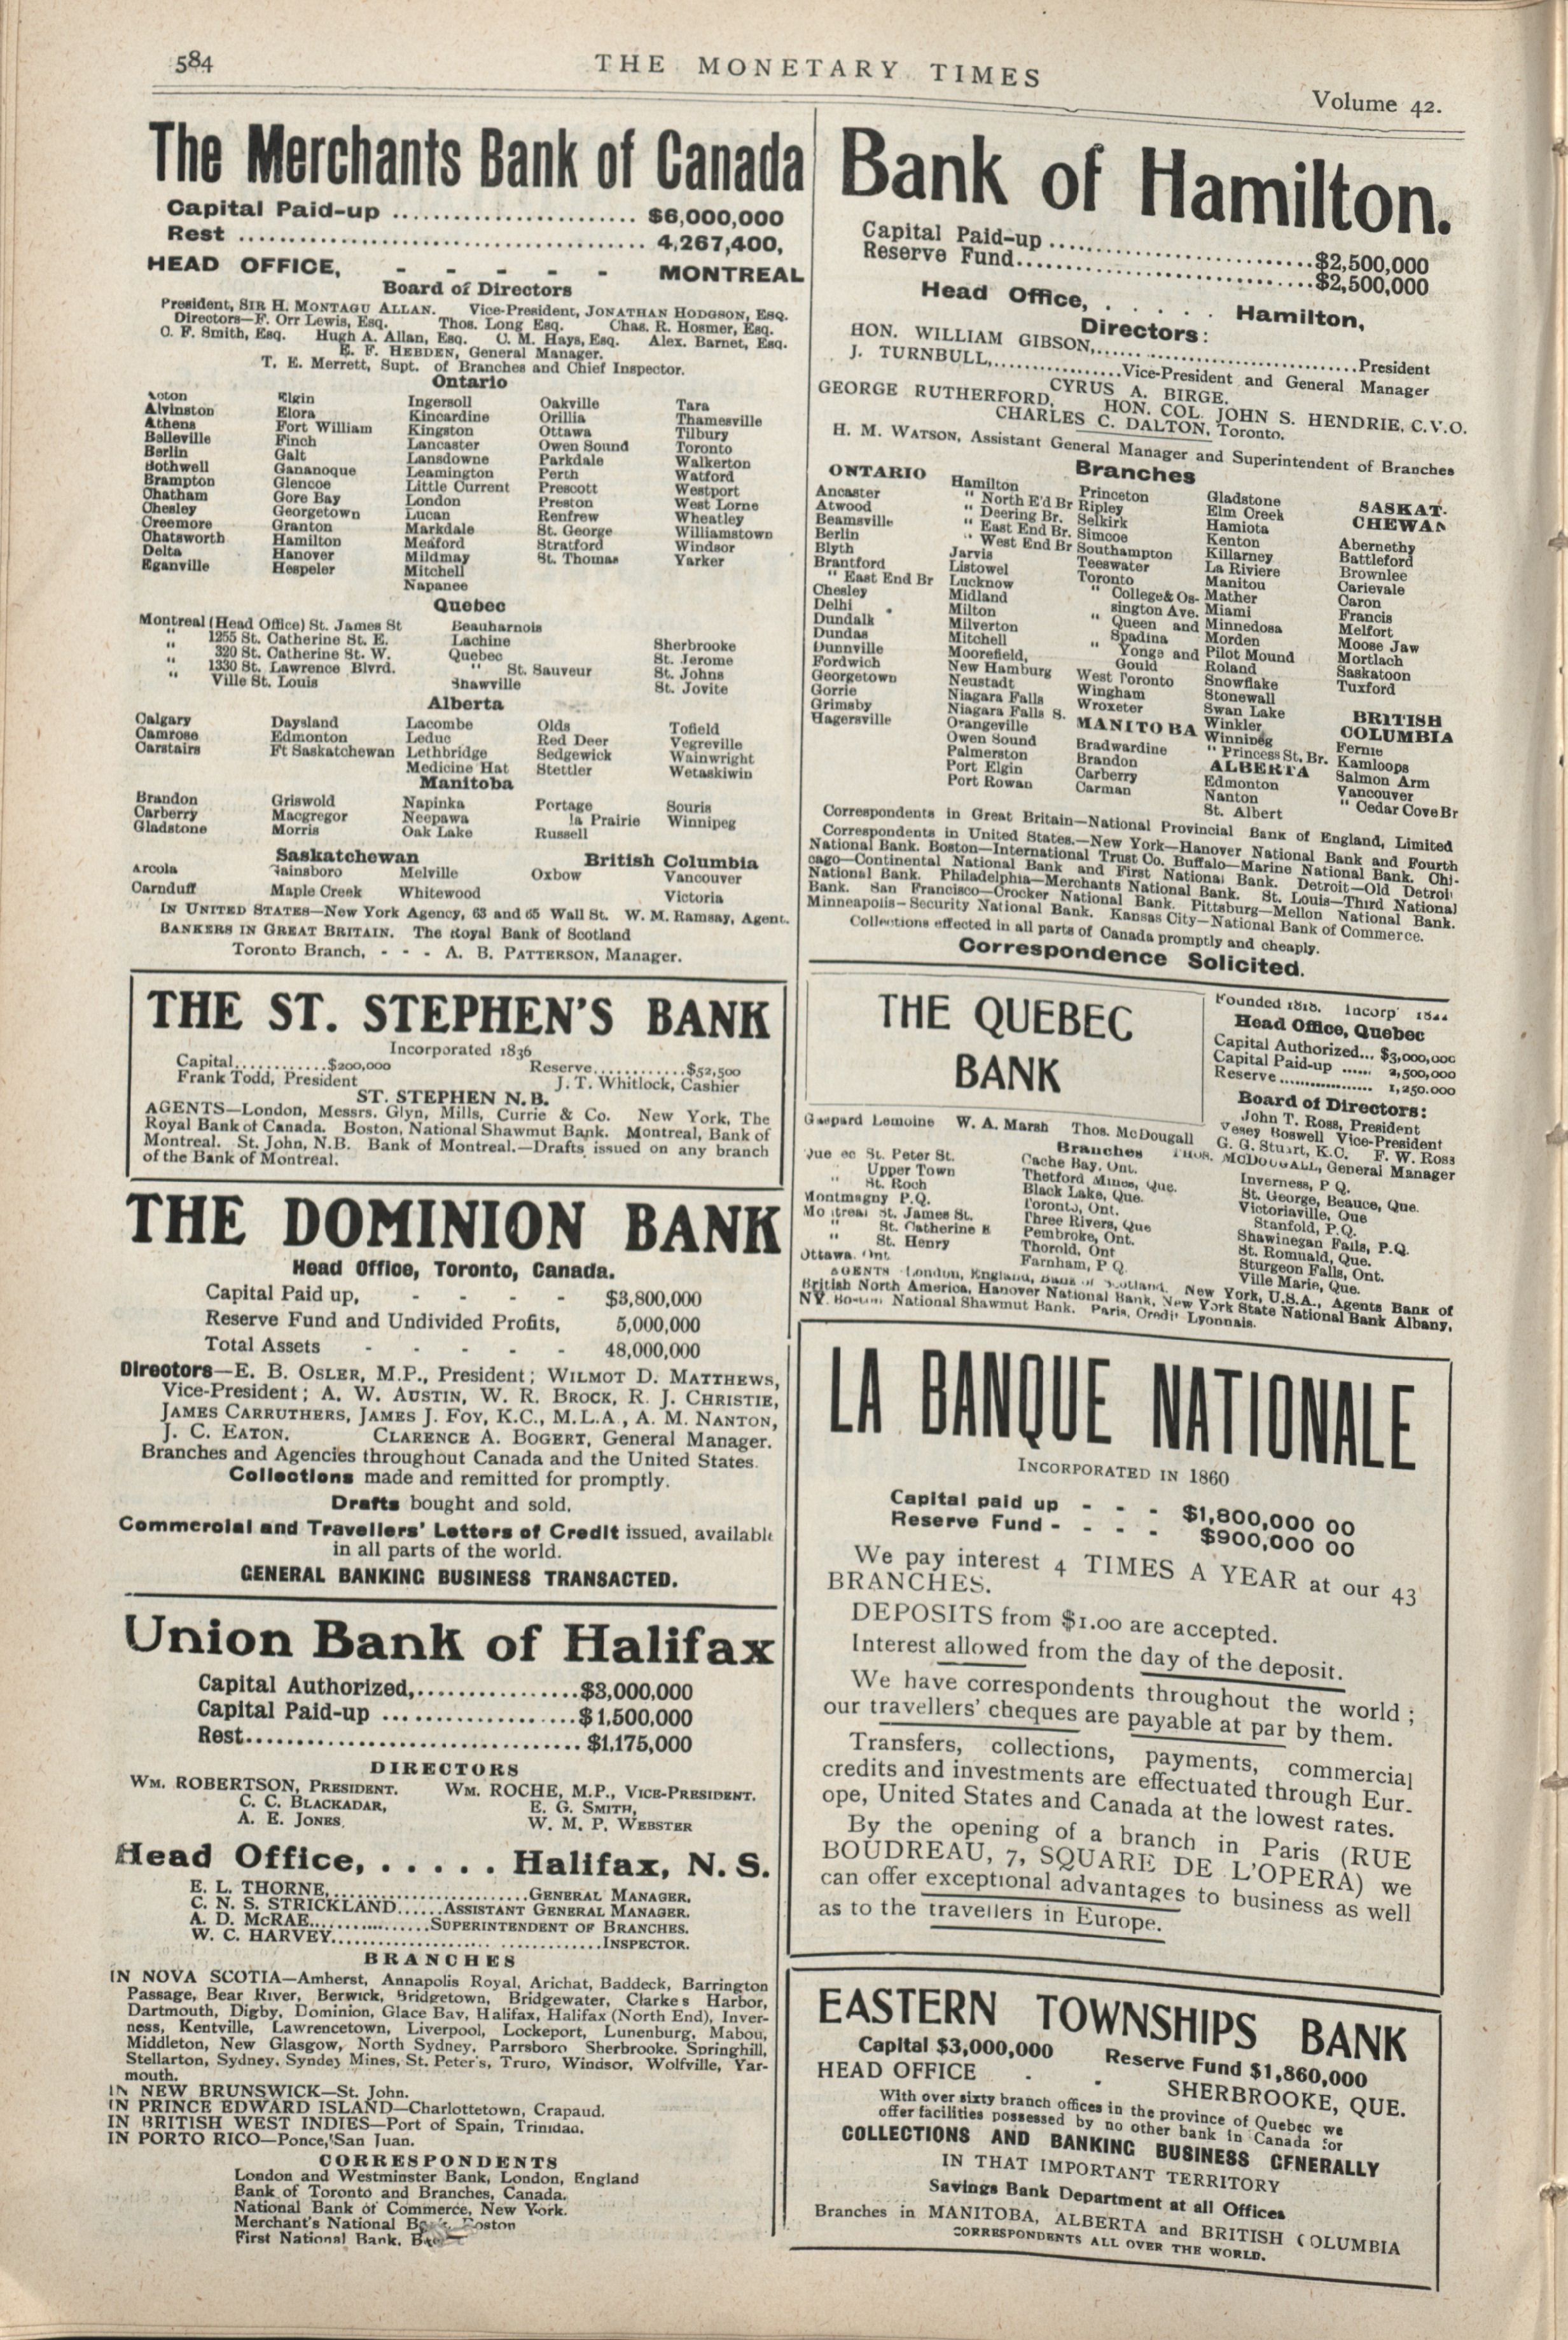 584
THE MONETARY TIMES
Volume 42.
The Merchants Bank of Canada
Capital Paid-up ........................ $6,000,000
Rest ........................................ 4,267,400,
HEAD OFFICE, - - - - - MONTREAL
Board of Directors
President, SIR H. MONTAGU ALLAN. Vice-President, JONATHAN HODGSON, ESQ.
Directors—F. Orr Lewis, Esq. Thos. Long Esq. Chas. R. Hosmer, Esq.
C. F. Smith, Esq. Hugh A. Allan, Esq. C. M. Hays, Esq. Alex. Barnet, Esq.
E. F. HEBDEN, General Manager.
T. E. Merrett, Supt. of Branches and Chief Inspector.
Ontario
Acton Elgin Ingersoll Oakville Tara
Alvinston Elora Kincardine Orillia Thamesville
Athens Fort William Kingston Ottawa Tilbury
Belleville Finch Lancaster Owen Sound Toronto
Berlin Galt Lansdowne Parkdale Walkerton
Bothwell Gananoque Leamington Perth Watford
Brampton Glencoe Little Current Prescott Westport
Chatham Gore Bay London Preston West Lorne
Chesley Georgetown Lucan Renfrew Wheatley
Creemore Granton Markdale St. George Williamstown
Chatsworth Hamilton Meaford Stratford Windsor
Delta Hanover Mildmay St. Thomas Yarker
Eganville Hespeler Mitchell
Napanee
Quebec
Montreal (Head Office) St. James St Beauharnois
" 1255 St. Catherine St. E. Lachine Sherbrooke
" 320 St. Catherine St. W. Quebec St. Jerome
" 1330 St. Lawrence Blvrd. " St. Sauveur St. Johns
" Ville St. Louis Shawville St. Jovite
Alberta
Calgary Daysland Lacombe Olds Tofield
Camrose Edmonton Leduc Red Deer Vegreville
Carstairs Ft Saskatchewan Lethbridge Sedgewick Wainwright
Medicine Hat Stettler Wetaskiwin
Manitoba
Brandon Griswold Napinka Portage Souris
Carberry Macgregor Neepawa la Prairie Winnipeg
Gladstone Morris Oak Lake Russell
Saskatchewan British Columbia
Arcola Gainsboro Melville Oxbow Vancouver
Carnduff Maple Creek Whitewood Victoria
IN UNITED STATES—New York Agency, 63 and 65 Wall St. W. M. Ramsay, Agent.
BANKERS IN GREAT BRITAIN. The Royal Bank of Scotland
Toronto Branch, - - - A. B. PATTERSON, Manager.
THE ST. STEPHEN'S BANK
Incorporated 1836
Capital............$200,000 Reserve............$52,500
Frank Todd, President J. T. Whitlock, Cashier
ST. STEPHEN N.B.
AGENTS—London, Messrs. Glyn, Mills, Currie & Co. New York, The
Royal Bank of Canada. Boston, National Shawmut Bank. Montreal, Bank of
Montreal. St. John, N.B. Bank of Montreal.—Drafts issued on any branch
of the Bank of Montreal.
THE DOMINION BANK
Head Office, Toronto, Canada.
Capital Paid up, - - - - $3,800,000
Reserve Fund and Undivided Profits, 5,000,000
Total Assets - - - - - 48,000,000
Directors—E. B. OSLER, M.P., President; WILMOT D. MATTHEWS,
Vice-President; A. W. AUSTIN, W. R. BROCK, R. J. CHRISTIE,
JAMES CARRUTHERS, JAMES J. FOY, K.C., M.L.A., A. M. NANTON,
J. C. EATON. CLARENCE A. BOGERT, General Manager.
Branches and Agencies throughout Canada and the United States.
Collections made and remitted for promptly.
Drafts bought and sold.
Commercial and Travellers' Letters of Credit issued, available
in all parts of the world.
GENERAL BANKING BUSINESS TRANSACTED.
Union Bank of Halifax
Capital Authorized,................$3,000,000
Capital Paid-up ...................$1,500,000
Rest..................................$1,175,000
DIRECTORS
WM. ROBERTSON, PRESIDENT. WM. ROCHE, M.P., VICE-PRESIDENT.
C. C. BLACKADAR, E. G. SMITH,
A. E. JONES, W. M. P. WEBSTER
Head Office, . . . . . Halifax, N. S.
E. L. THORNE,..........................GENERAL MANAGER.
C. N. S. STRICKLAND......ASSISTANT GENERAL MANAGER.
A. D. McRAE...............SUPERINTENDENT OF BRANCHES.
W. C. HARVEY..................................INSPECTOR.
BRANCHES
IN NOVA SCOTIA—Amherst, Annapolis Royal, Arichat, Baddeck, Barrington
Passage, Bear River, Berwick, Bridgetown, Bridgewater, Clarke s Harbor,
Dartmouth, Digby, Dominion, Glace Bay, Halifax, Halifax (North End), Inver-
ness, Kentville, Lawrencetown, Liverpool, Lockeport, Lunenburg, Mabou,
Middleton, New Glasgow, North Sydney, Parrsboro Sherbrooke, Springhill,
Stellarton, Sydney, Syndey Mines, St. Peter's, Truro, Windsor, Wolfville, Yar-
mouth.
IN NEW BRUNSWICK—St. John.
IN PRINCE EDWARD ISLAND—Charlottetown, Crapaud.
IN BRITISH WEST INDIES—Port of Spain, Trinidad.
IN PORTO RICO—Ponce, San Juan.
CORRESPONDENTS
London and Westminster Bank, London, England
Bank of Toronto and Branches, Canada.
National Bank of Commerce, New York.
Merchant's National Boston
First National Bank,
Bank of Hamilton.
Capital Paid-up...........................$2,500,000
Reserve Fund..............................$2,500,000
Head Office, . . . . . Hamilton,
Directors:
HON. WILLIAM GIBSON,..................................President
J. TURNBULL,................Vice-President and General Manager
CYRUS A. BIRGE.
GEORGE RUTHERFORD, HON. COL. JOHN S. HENDRIE, C.V.O.
CHARLES C. DALTON, Toronto.
H. M. WATSON, Assistant General Manager and Superintendent of Branches
Branches
ONTARIO
Ancaster
Atwood
Beamsville
Berlin
Blyth
Brantford
" East End Br
Chesley
Delhi
Dundalk
Dundas
Dunnville
Fordwich
Georgetown
Gorrie
Grimsby
Hagersville
Hamilton
" North E'd Br
" Deering Br.
" East End Br.
" West End Br
Jarvis
Listowel
Lucknow
Midland
Milton
Milverton
Mitchell
Moorefield,
New Hamburg
Neustadt
Niagara Falls
Niagara Falls S.
Orangeville
Owen Sound
Palmerston
Port Elgin
Port Rowan
Princeton
Ripley
Selkirk
Simcoe
Southampton
Teeswater
Toronto
" College & Os-
sington Ave.
" Queen and
Spadina
" Yonge and
Gould
West Toronto
Wingham
Wroxeter
MANITOBA
Bradwardine
Brandon
Carberry
Carman
Gladstone
Elm Creek
Hamiota
Kenton
Killarney
La Riviere
Manitou
Mather
Miami
Minnedosa
Morden
Pilot Mound
Roland
Snowflake
Stonewall
Swan Lake
Winkler
Winnipeg
" Princess St. Br.
ALBERTA
Edmonton
Nanton
St. Albert
SASKAT-
CHEWAN
Abernethy
Battleford
Brownlee
Carievale
Caron
Francis
Melfort
Moose Jaw
Mortlach
Saskatoon
Tuxford
BRITISH
COLUMBIA
Fernie
Kamloops
Salmon Arm
Vancouver
" Cedar Cove Br
Correspondents in Great Britain—National Provincial Bank of England, Limited
Correspondents in United States.—New York—Hanover National Bank and Fourth
National Bank. Boston—International Trust Co. Buffalo—Marine National Bank. Chi-
cago—Continental National Bank and First National Bank. Detroit—Old Detroit
National Bank. Philadelphia—Merchants National Bank. St. Louis—Third National
Bank. San Francisco—Crocker National Bank. Pittsburg—Mellon National Bank.
Minneapolis—Security National Bank. Kansas City—National Bank of Commerce.
Collections effected in all parts of Canada promptly and cheaply.
Correspondence Solicited.
THE QUEBEC
BANK
Founded 1818. Incorp'
Head Office, Quebec
Capital Authorized... $3,000,000
Capital Paid-up ...... 2,500,000
Reserve.................. 1,250.000
Board of Directors:
John T. Ross, President
Vesey Boswell Vice-President
Gaspard Lemoine W. A. Marsh Thos. McDougall G. G. Stuart, K.C. F. W. Ross
THOS. MCDOUGALL, General Manager
Branches
Quebec St. Peter St. Cache Bay, Ont. Inverness, P Q.
" Upper Town Thetford Mines, Que. St. George, Beauce, Que.
" St. Roch Black Lake, Que. Victoriaville, Que
Montmagny P.Q. Toronto, Ont. Stanfold, P.Q.
Montreal St. James St. Three Rivers, Que Shawinegan Falls, P.Q.
" St. Catherine E Pembroke, Ont. St. Romuald, Que.
" St. Henry Thorold, Ont Sturgeon Falls, Ont.
Ottawa, Ont. Farnham, P Q. Ville Marie, Que.
AGENTS—London, England, Bank of Scotland. New York, U.S.A., Agents Bank of
British North America, Hanover National Bank, New York State National Bank Albany,
N.Y. Boston National Shawmut Bank. Paris, Credit Lyonnais.
LA BANQUE NATIONALE
INCORPORATED IN 1860
Capital paid up - - - $1,800,000 00
Reserve Fund - - - - $900,000 00
We pay interest 4 TIMES A YEAR at our 43
BRANCHES.
DEPOSITS from $1.00 are accepted.
Interest allowed from the day of the deposit.
We have correspondents throughout the world;
our travellers' cheques are payable at par by them.
Transfers, collections, payments, commercial
credits and investments are effectuated through Eur-
ope, United States and Canada at the lowest rates.
By the opening of a branch in Paris (RUE
BOUDREAU, 7, SQUARE DE L'OPERA) we
can offer exceptional advantages to business as well
as to the travellers in Europe.
EASTERN TOWNSHIPS BANK
Capital $3,000,000 Reserve Fund $1,860,000
HEAD OFFICE - - SHERBROOKE, QUE.
With over sixty branch offices in the province of Quebec we
offer facilities possessed by no other bank in Canada for
COLLECTIONS AND BANKING BUSINESS GENERALLY
IN THAT IMPORTANT TERRITORY
Savings Bank Department at all Offices
Branches in MANITOBA, ALBERTA and BRITISH COLUMBIA
CORRESPONDENTS ALL OVER THE WORLD.